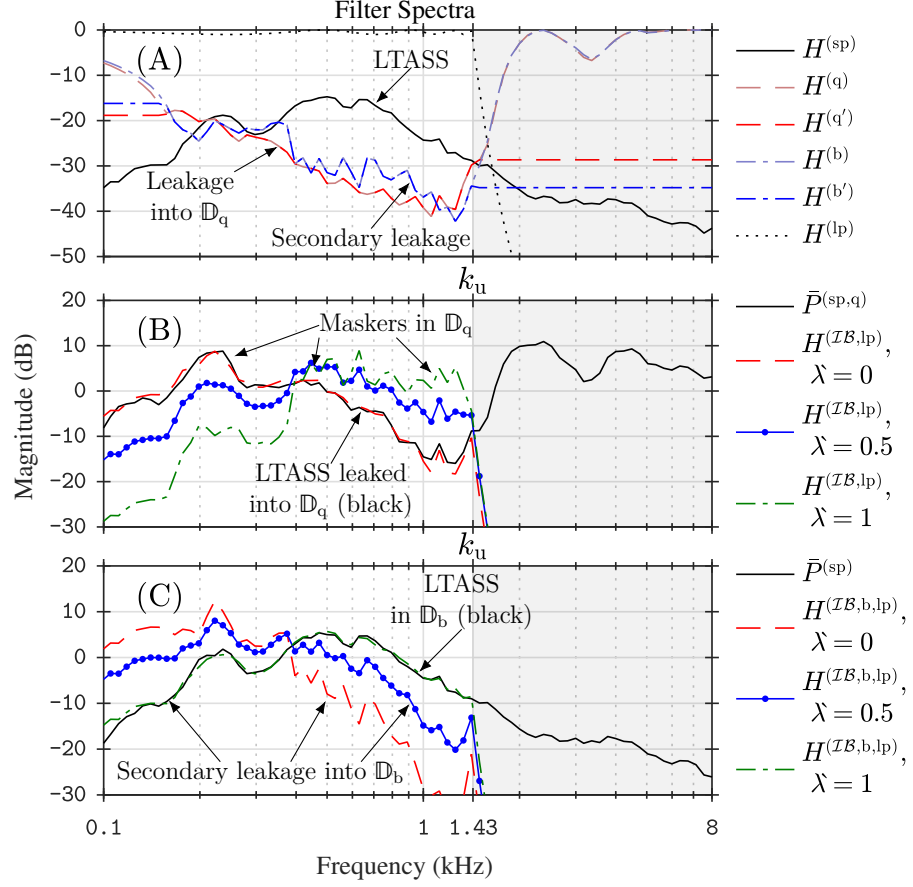 Filter Spectra
0
−10
−20
−30
−40
−50
(A)
LTASS
Leakage
into 𝔻q
Secondary leakage
ku
H(sp)
H(q)
H(q′)
H(b)
H(b′)
H(lp)
Magnitude (dB)
20
10
0
−10
−20
−30
(B)
Maskers in 𝔻q
LTASS leaked
into 𝔻q (black)
ku
P̄(sp,q)
H(ℐℬ,lp),
λ̀ = 0
H(ℐℬ,lp),
λ̀ = 0.5
H(ℐℬ,lp),
λ̀ = 1
20
10
0
−10
−20
−30
(C)
LTASS
in 𝔻b (black)
Secondary leakage into 𝔻b
P̄(sp)
H(ℐℬ,b,lp),
λ̀ = 0
H(ℐℬ,b,lp),
λ̀ = 0.5
H(ℐℬ,b,lp),
λ̀ = 1
0.1 1 1.43 8
Frequency (kHz)